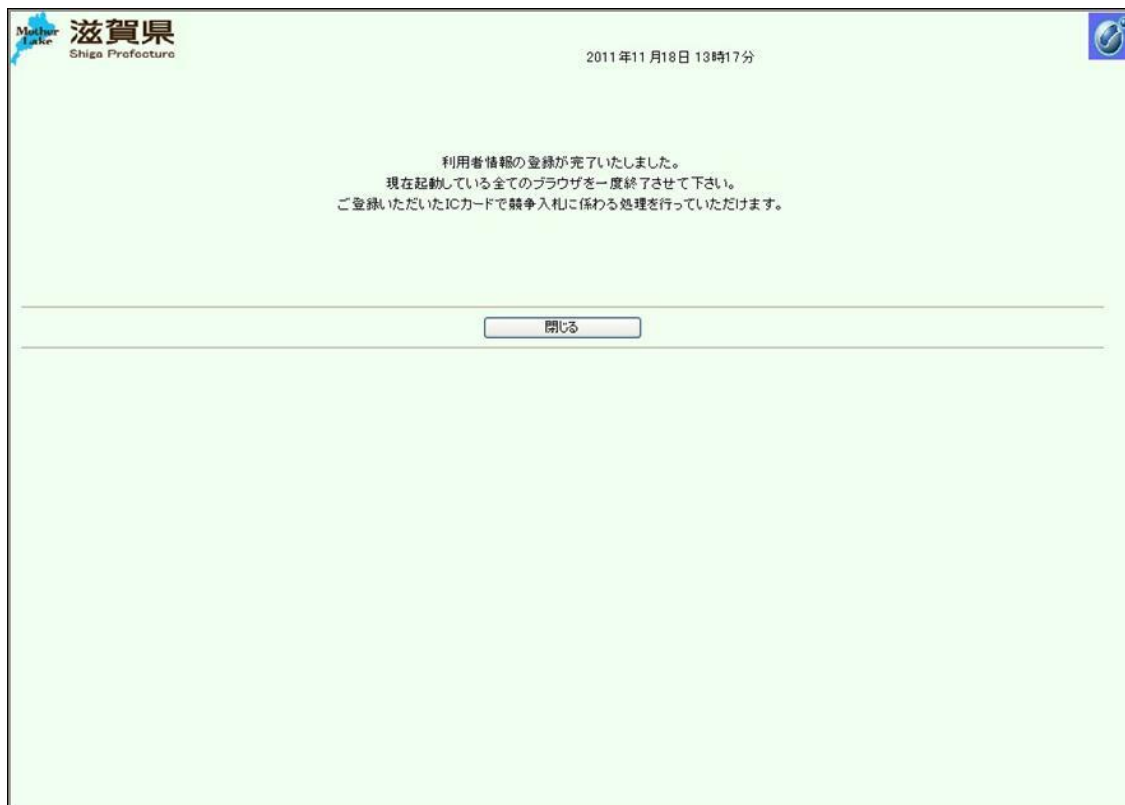 Mother Lake
滋賀県
Shiga Prefecture
2011年11月18日 13時17分
利用者情報の登録が完了いたしました。
現在起動している全てのブラウザを一度終了させて下さい。
ご登録いただいたICカードで競争入札に係わる処理を行っていただけます。
閉じる